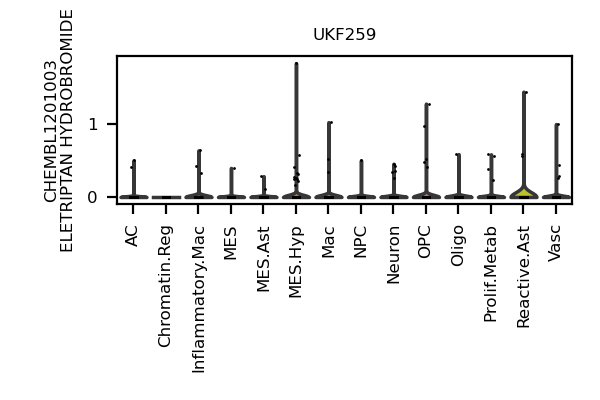 UKF259
CHEMBL1201003
ELETRIPTAN HYDROBROMIDE
1
0
AC
Chromatin.Reg
Inflammatory.Mac
MES
MES.Ast
MES.Hyp
Mac
NPC
Neuron
OPC
Oligo
Prolif.Metab
Reactive.Ast
Vasc